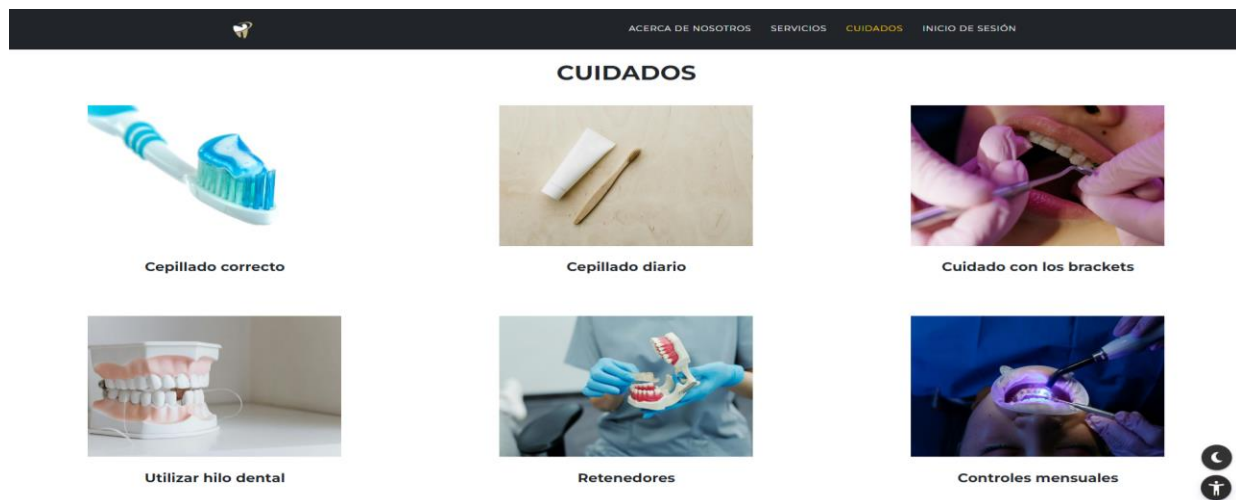 ACERCA DE NOSOTROS SERVICIOS CUIDADOS INICIO DE SESIÓN
CUIDADOS
Cepillado correcto
Cepillado diario
Cuidado con los brackets
Utilizar hilo dental
Retenedores
Controles mensuales